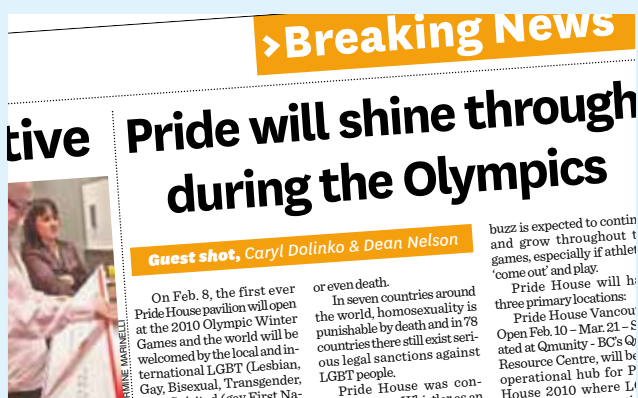 >Breaking News
tive
Pride will shine through
during the Olympics
Guest shot, Caryl Dolinko & Dean Nelson
On Feb. 8, the first ever
Pride House pavilion will open
at the 2010 Olympic Winter
Games and the world will be
welcomed by the local and in-
ternational LGBT (Lesbian,
Gay, Bisexual, Transgender,
(gay First Na-
or even death.
In seven countries around
the world, homosexuality is
punishable by death and in 78
countries there still exist seri-
ous legal sanctions against
LGBT people.
Pride House was con-
buzz is expected to contin
and grow throughout t
games, especially if athlet
'come out' and play.
Pride House will ha
three primary locations:
Pride House Vancou
Open Feb. 10 – Mar. 21 – S
ated at Qmunity - BC's Q
Resource Centre, will be
operational hub for P
House 2010 where L
RMINE MARINELLI